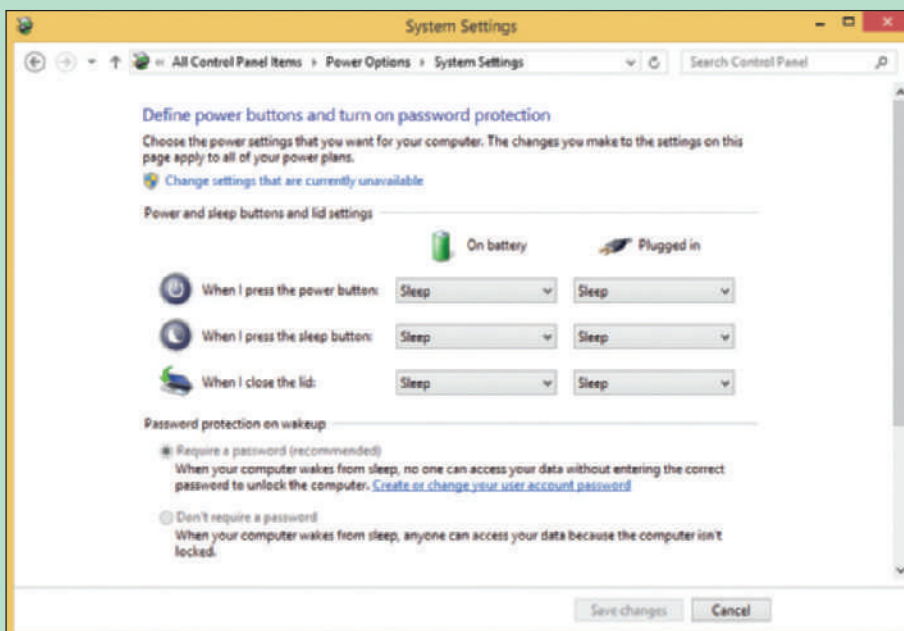 System Settings
« All Control Panel Items › Power Options › System Settings
Search Control Panel
Define power buttons and turn on password protection
Choose the power settings that you want for your computer. The changes you make to the settings on this
page apply to all of your power plans.
Change settings that are currently unavailable
Power and sleep buttons and lid settings
On battery Plugged in
When I press the power button: Sleep Sleep
When I press the sleep button: Sleep Sleep
When I close the lid: Sleep Sleep
Password protection on wakeup
Require a password (recommended)
When your computer wakes from sleep, no one can access your data without entering the correct
password to unlock the computer. Create or change your user account password
Don't require a password
When your computer wakes from sleep, anyone can access your data because the computer isn't
locked.
Save changes Cancel